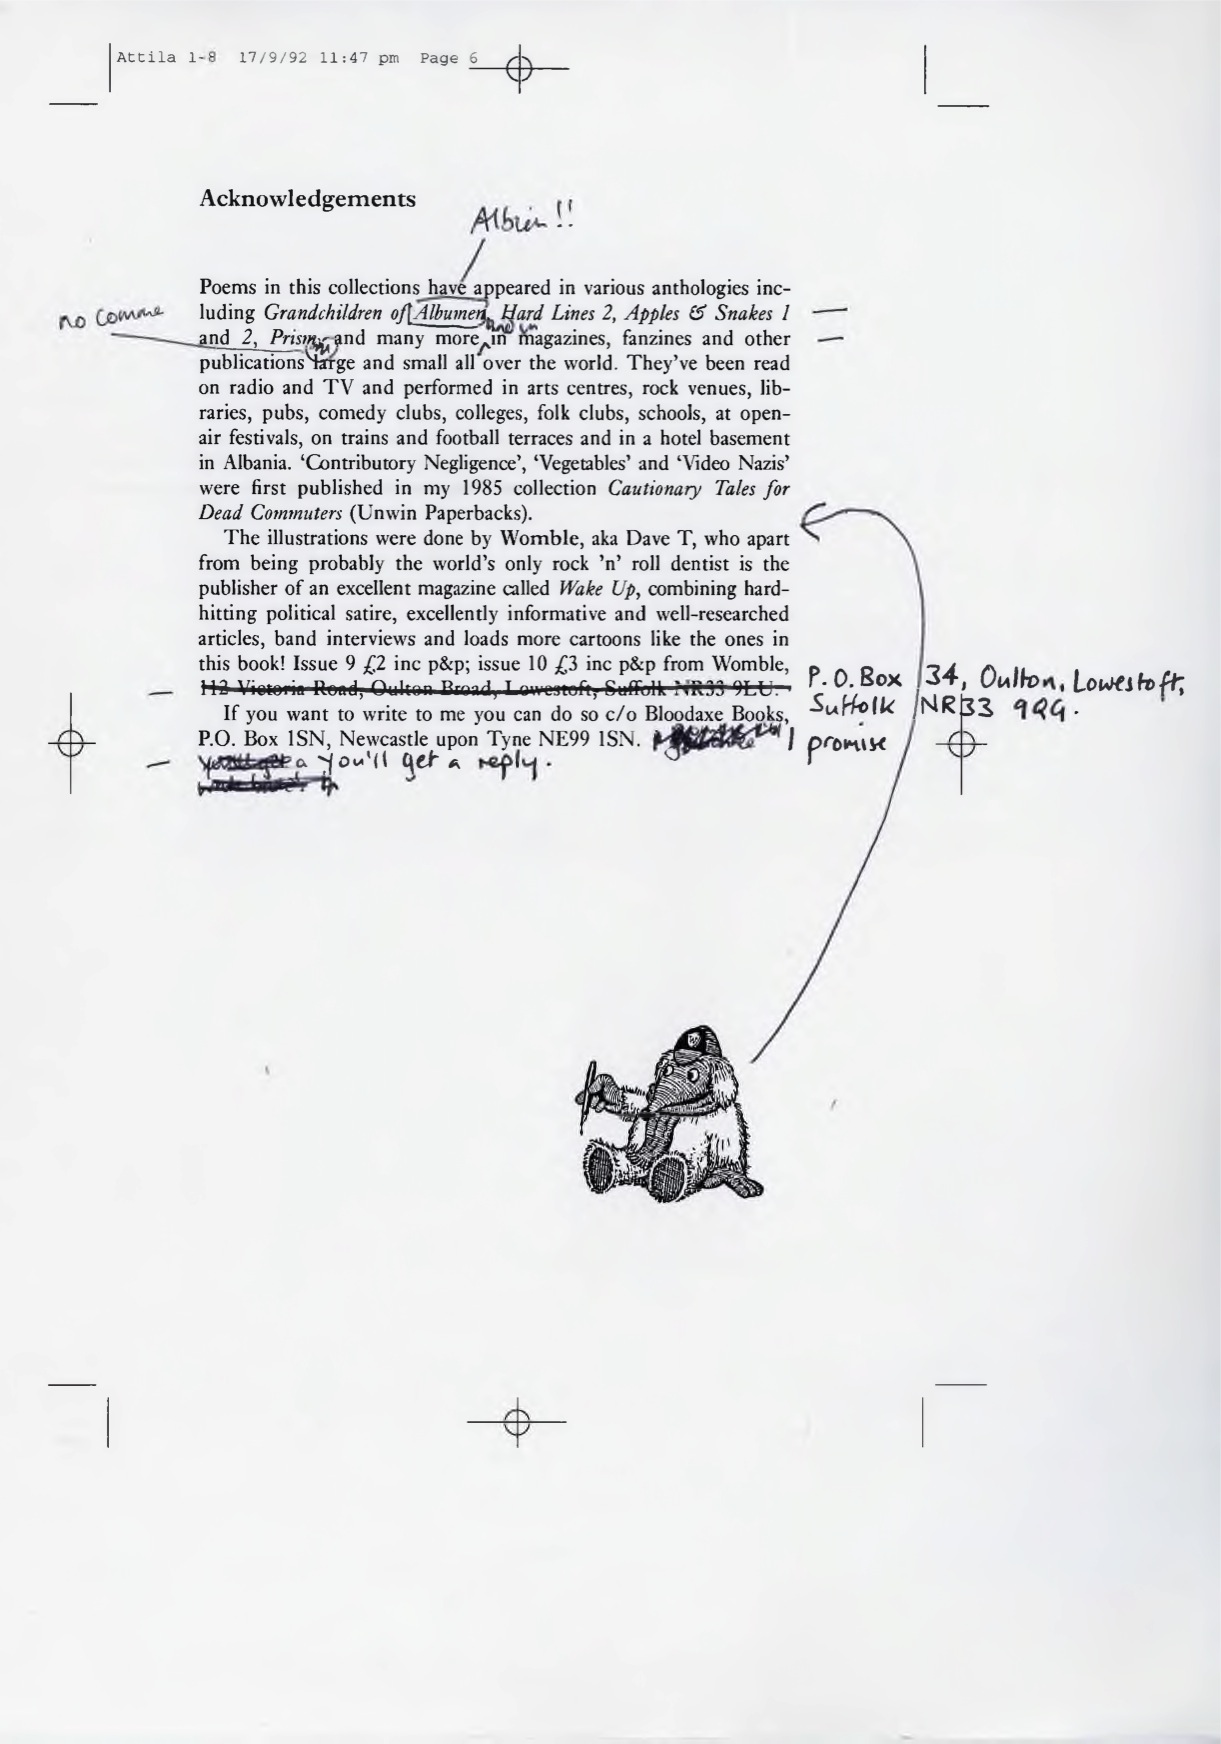 Attila 1-8 17/9/92 11:47 pm Page 6
Acknowledgements
Albion!!
Poems in this collections have appeared in various anthologies inc-
luding Grandchildren of Albumen, Hard Lines 2, Apples & Snakes 1
no comma
and 2, Prism, and many more in magazines, fanzines and other
and in
publications large and small all over the world. They've been read
on radio and TV and performed in arts centres, rock venues, lib-
raries, pubs, comedy clubs, colleges, folk clubs, schools, at open-
air festivals, on trains and football terraces and in a hotel basement
in Albania. ‘Contributory Negligence’, ‘Vegetables’ and ‘Video Nazis’
were first published in my 1985 collection Cautionary Tales for
Dead Commuters (Unwin Paperbacks).
The illustrations were done by Womble, aka Dave T, who apart
from being probably the world's only rock ’n’ roll dentist is the
publisher of an excellent magazine called Wake Up, combining hard-
hitting political satire, excellently informative and well-researched
articles, band interviews and loads more cartoons like the ones in
this book! Issue 9 £2 inc p&p; issue 10 £3 inc p&p from Womble,
112 Victoria Road, Oulton Broad, Lowestoft, Suffolk NR33 9LU.
P.O. Box 34, Oulton, Lowestoft,
Suffolk NR33 9QG.
If you want to write to me you can do so c/o Bloodaxe Books,
P.O. Box 1SN, Newcastle upon Tyne NE99 1SN. I promise
you'll get a reply.